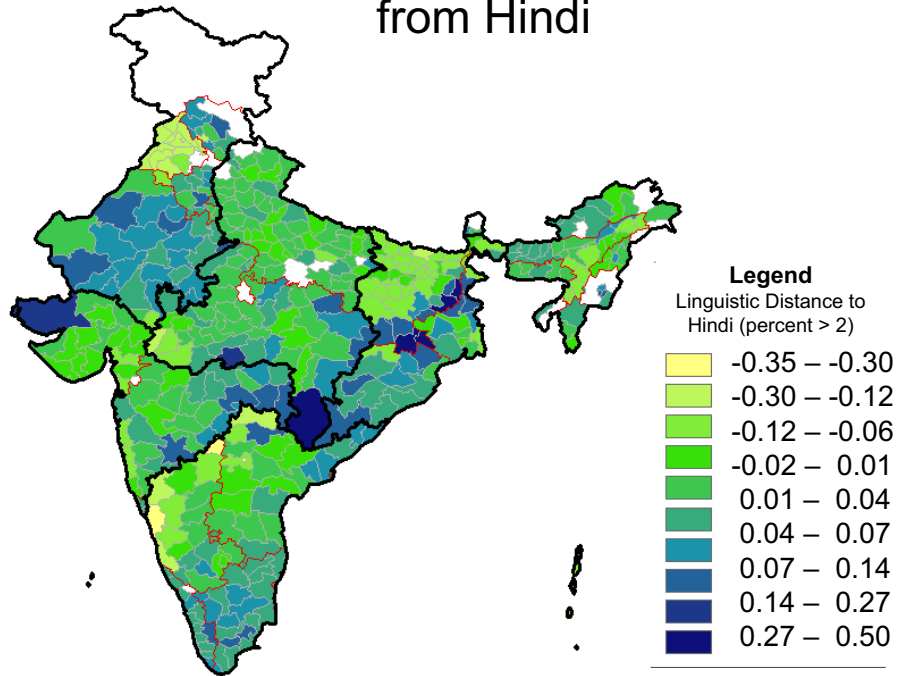 from Hindi
Legend
Linguistic Distance to
Hindi (percent > 2)
-0.35 – -0.30
-0.30 – -0.12
-0.12 – -0.06
-0.02 – 0.01
0.01 – 0.04
0.04 – 0.07
0.07 – 0.14
0.14 – 0.27
0.27 – 0.50